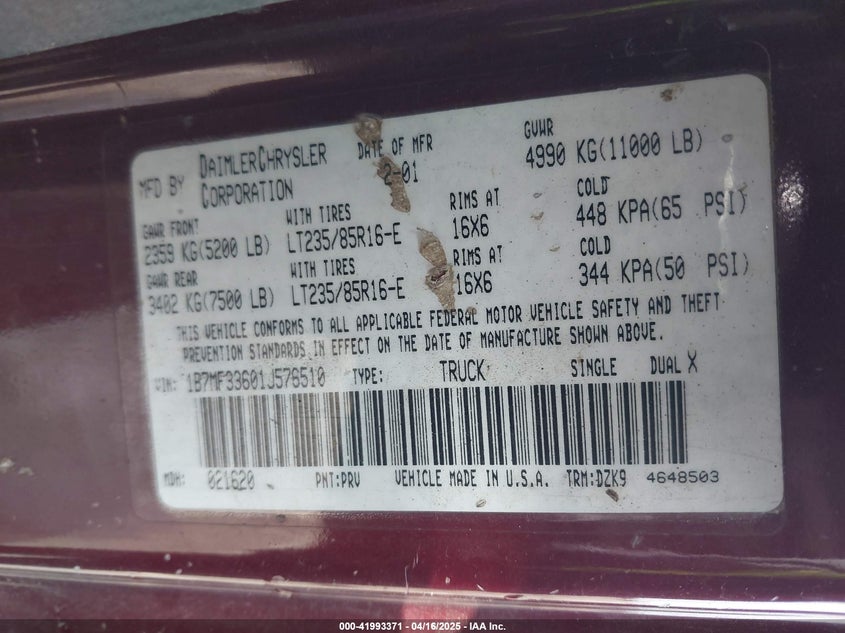 MFD BY DAIMLERCHRYSLER CORPORATION DATE OF MFR 2-01 GVWR 4990 KG(11000 LB)
GAWR FRONT WITH TIRES RIMS AT COLD
2359 KG(5200 LB) LT235/85R16-E 16X6 448 KPA(65 PSI)
GAWR REAR WITH TIRES RIMS AT COLD
3402 KG(7500 LB) LT235/85R16-E 16X6 344 KPA(50 PSI)
THIS VEHICLE CONFORMS TO ALL APPLICABLE FEDERAL MOTOR VEHICLE SAFETY AND THEFT
PREVENTION STANDARDS IN EFFECT ON THE DATE OF MANUFACTURE SHOWN ABOVE.
VIN: 1B7MF33601J576510 TYPE: TRUCK SINGLE DUAL X
MDH: 021620 PNT:PRV VEHICLE MADE IN U.S.A. TRM:DZK9 4648503
000-41993371 - 04/16/2025 - IAA Inc.